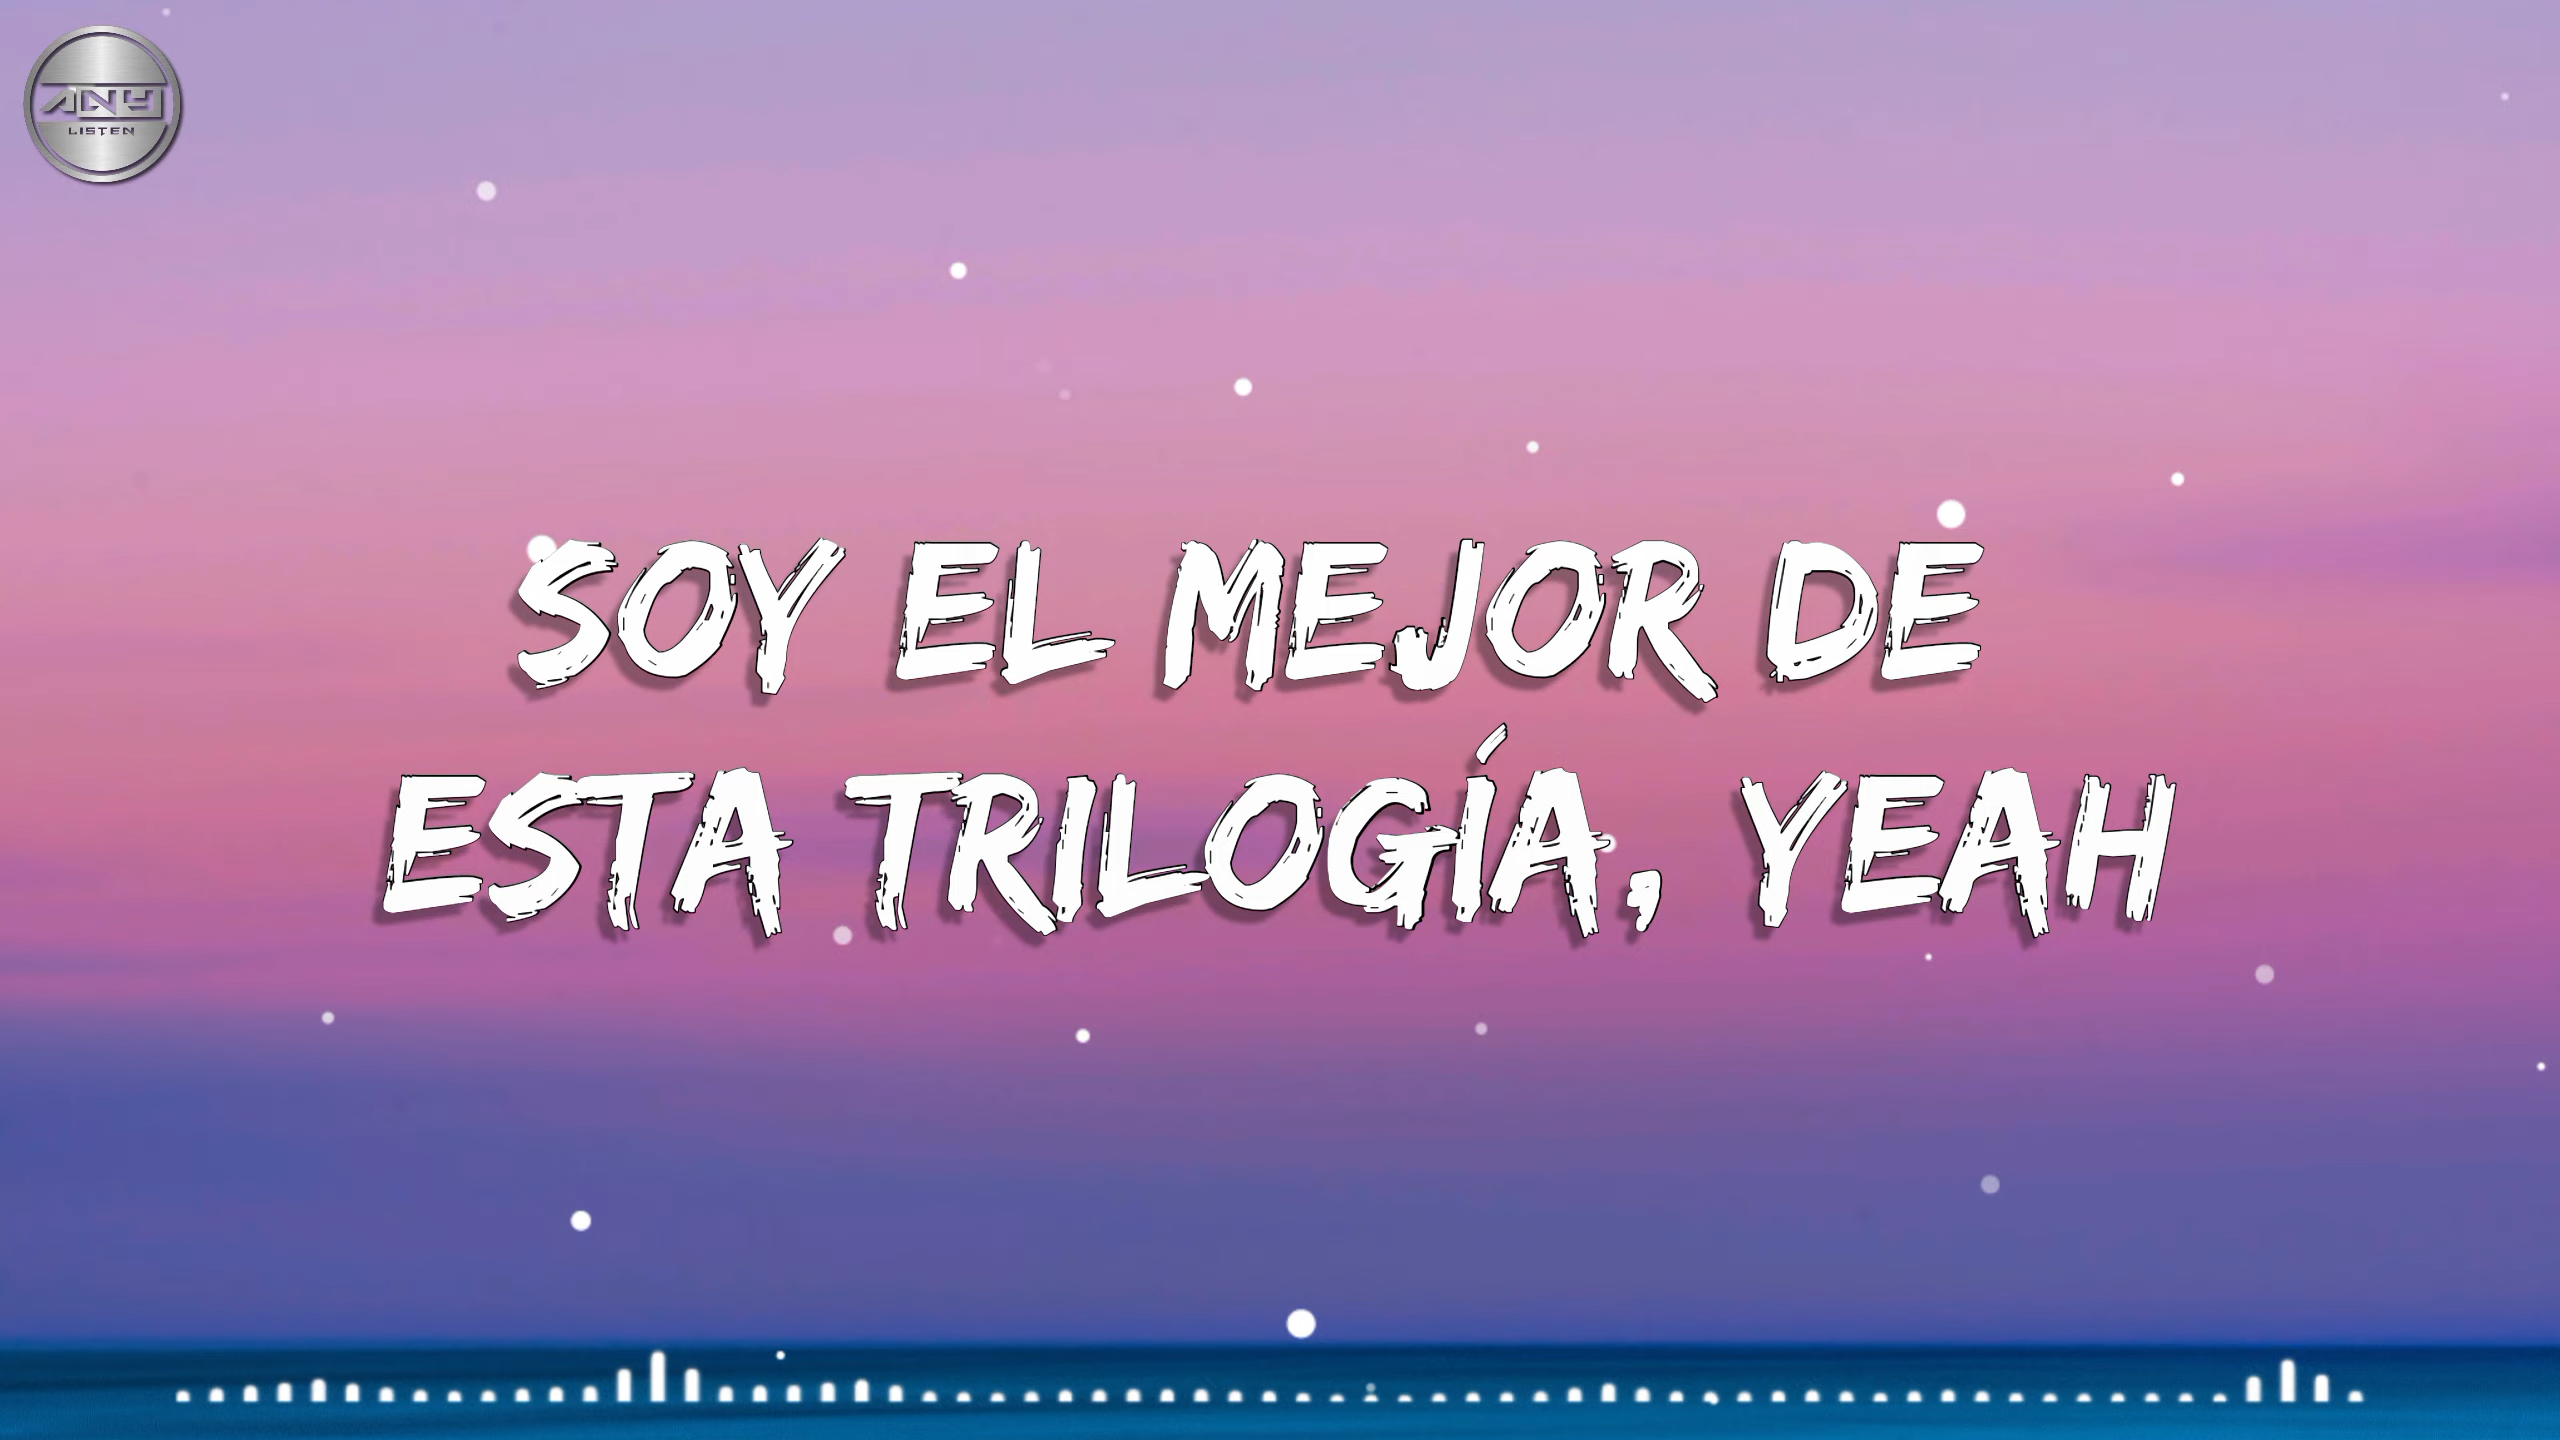 ANY
LISTEN
SOY EL MEJOR DE
ESTA TRILOGÍA, YEAH